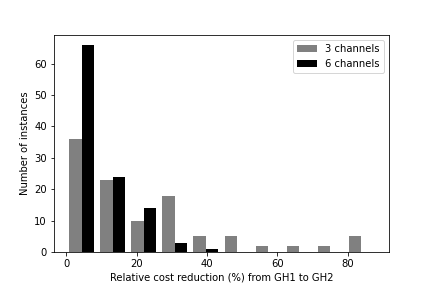 3 channels
6 channels
60
50
40
30
20
10
0
Number of instances
0 20 40 60 80
Relative cost reduction (%) from GH1 to GH2